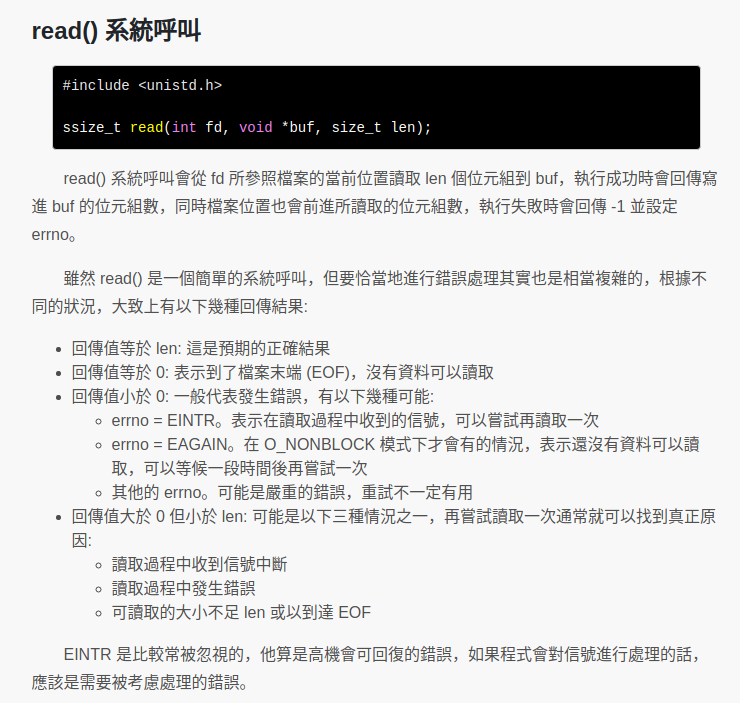 read() 系統呼叫
#include <unistd.h>
ssize_t read(int fd, void *buf, size_t len);
read() 系統呼叫會從 fd 所參照檔案的當前位置讀取 len 個位元組到 buf，執行成功時會回傳寫
進 buf 的位元組數，同時檔案位置也會前進所讀取的位元組數，執行失敗時會回傳 -1 並設定
errno。
雖然 read() 是一個簡單的系統呼叫，但要恰當地進行錯誤處理其實也是相當複雜的，根據不
同的狀況，大致上有以下幾種回傳結果:
• 回傳值等於 len: 這是預期的正確結果
• 回傳值等於 0: 表示到了檔案末端 (EOF)，沒有資料可以讀取
• 回傳值小於 0: 一般代表發生錯誤，有以下幾種可能:
◦ errno = EINTR。表示在讀取過程中收到的信號，可以嘗試再讀取一次
◦ errno = EAGAIN。在 O_NONBLOCK 模式下才會有的情況，表示還沒有資料可以讀
取，可以等候一段時間後再嘗試一次
◦ 其他的 errno。可能是嚴重的錯誤，重試不一定有用
• 回傳值大於 0 但小於 len: 可能是以下三種情況之一，再嘗試讀取一次通常就可以找到真正原
因:
◦ 讀取過程中收到信號中斷
◦ 讀取過程中發生錯誤
◦ 可讀取的大小不足 len 或以到達 EOF
EINTR 是比較常被忽視的，他算是高機會可回復的錯誤，如果程式會對信號進行處理的話，
應該是需要被考慮處理的錯誤。